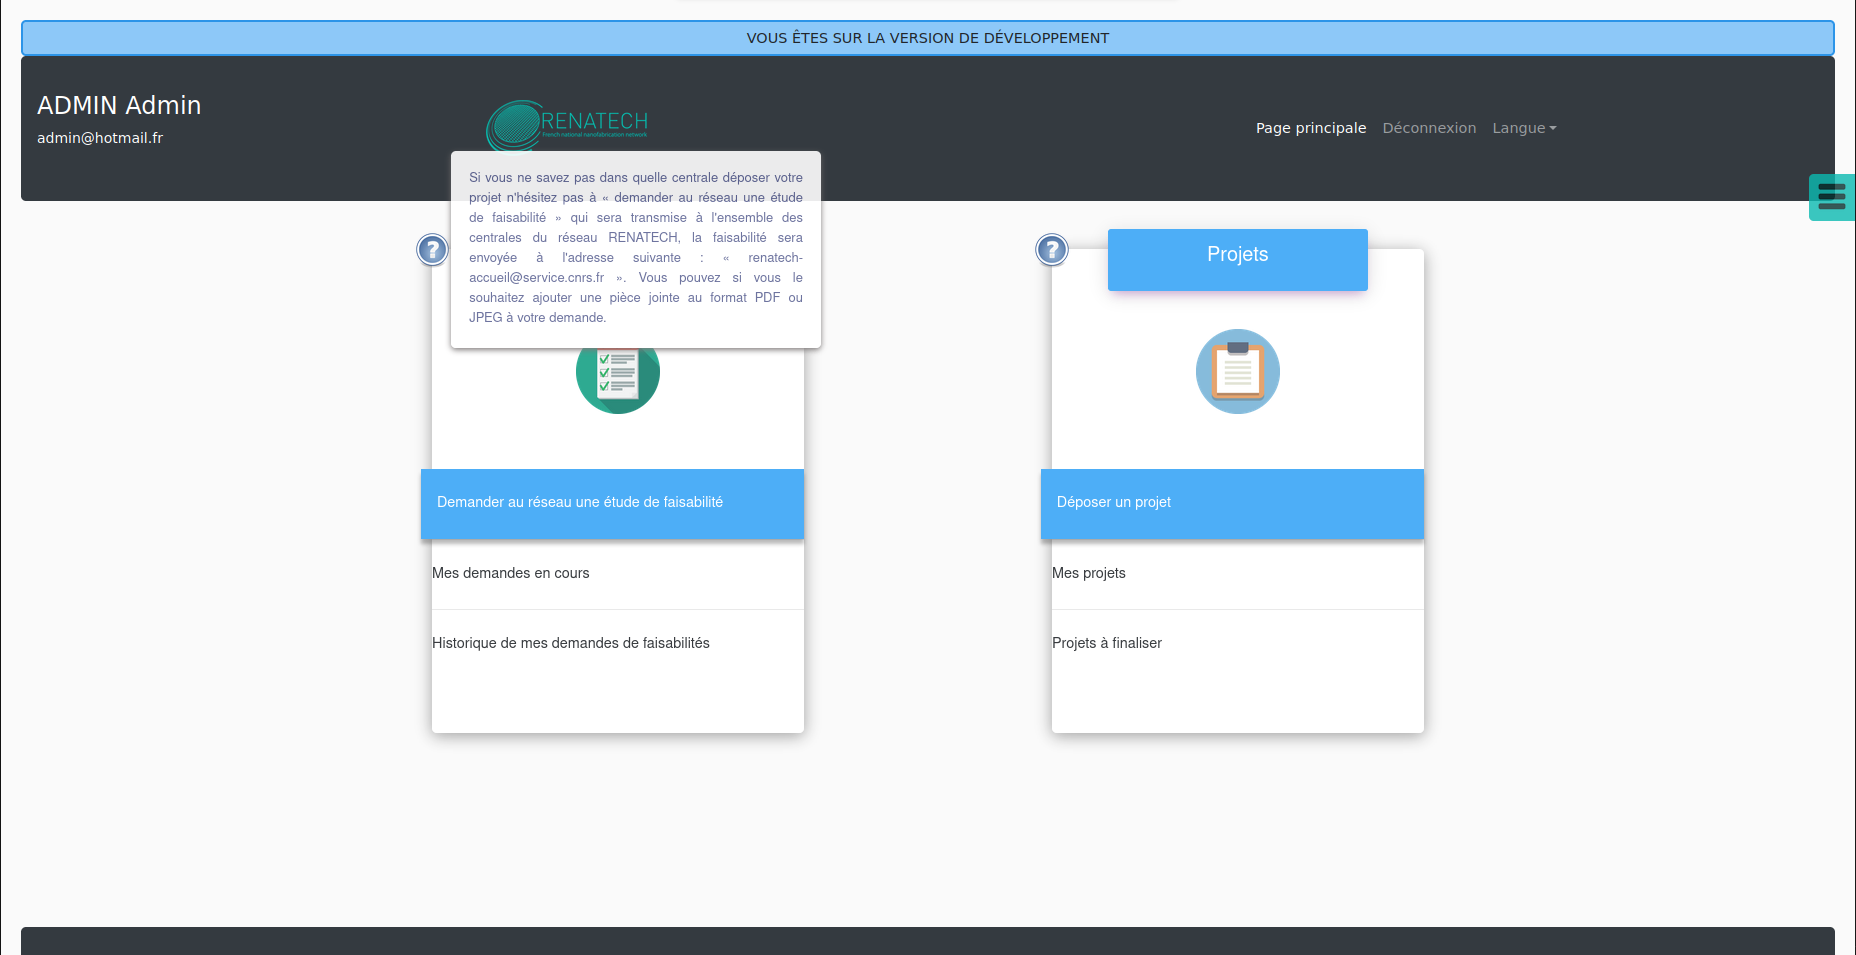 VOUS ÊTES SUR LA VERSION DE DÉVELOPPEMENT
ADMIN Admin
admin@hotmail.fr
RENATECH
French national nanofabrication network
Page principale
Déconnexion
Langue
Si vous ne savez pas dans quelle centrale déposer votre
projet n'hésitez pas à « demander au réseau une étude
de faisabilité » qui sera transmise à l'ensemble des
centrales du réseau RENATECH, la faisabilité sera
envoyée à l'adresse suivante : « renatech-
accueil@service.cnrs.fr ». Vous pouvez si vous le
souhaitez ajouter une pièce jointe au format PDF ou
JPEG à votre demande.
?
Demander au réseau une étude de faisabilité
Mes demandes en cours
Historique de mes demandes de faisabilités
?
Projets
Déposer un projet
Mes projets
Projets à finaliser